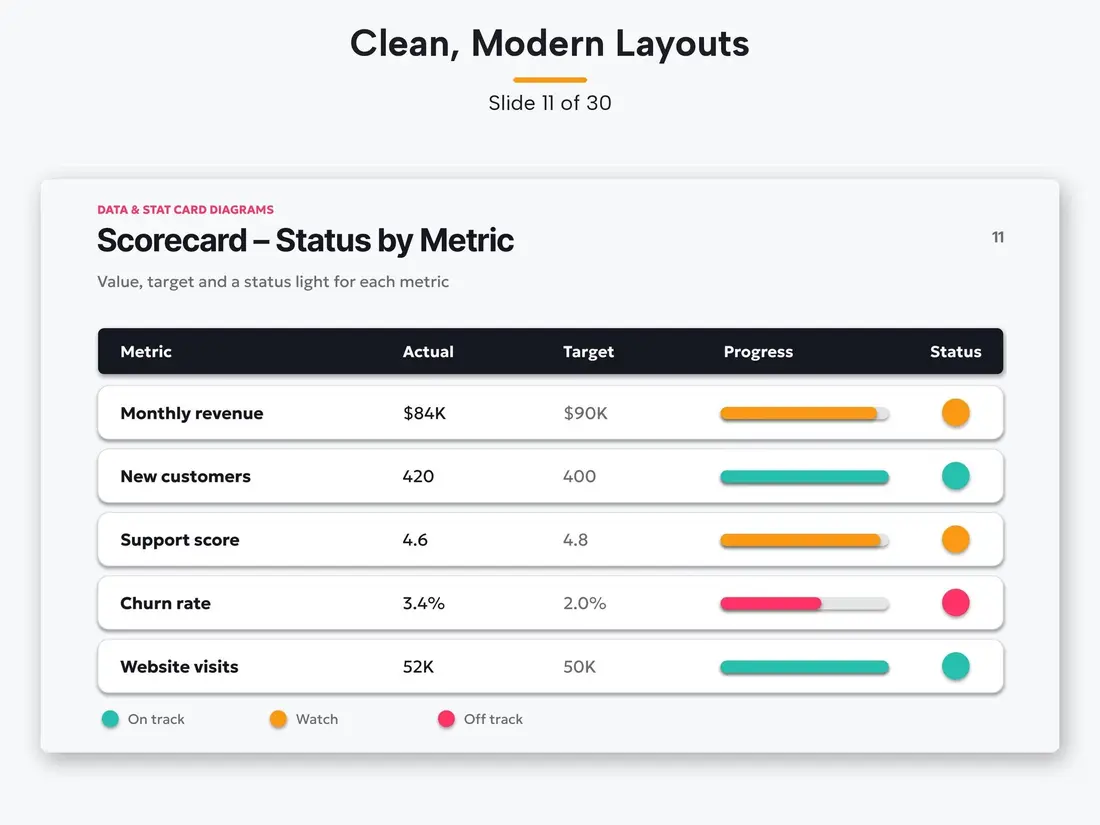 Clean, Modern Layouts
Slide 11 of 30
DATA & STAT CARD DIAGRAMS
Scorecard – Status by Metric
11
Value, target and a status light for each metric
Metric Actual Target Progress Status
Monthly revenue $84K $90K
New customers 420 400
Support score 4.6 4.8
Churn rate 3.4% 2.0%
Website visits 52K 50K
On track Watch Off track